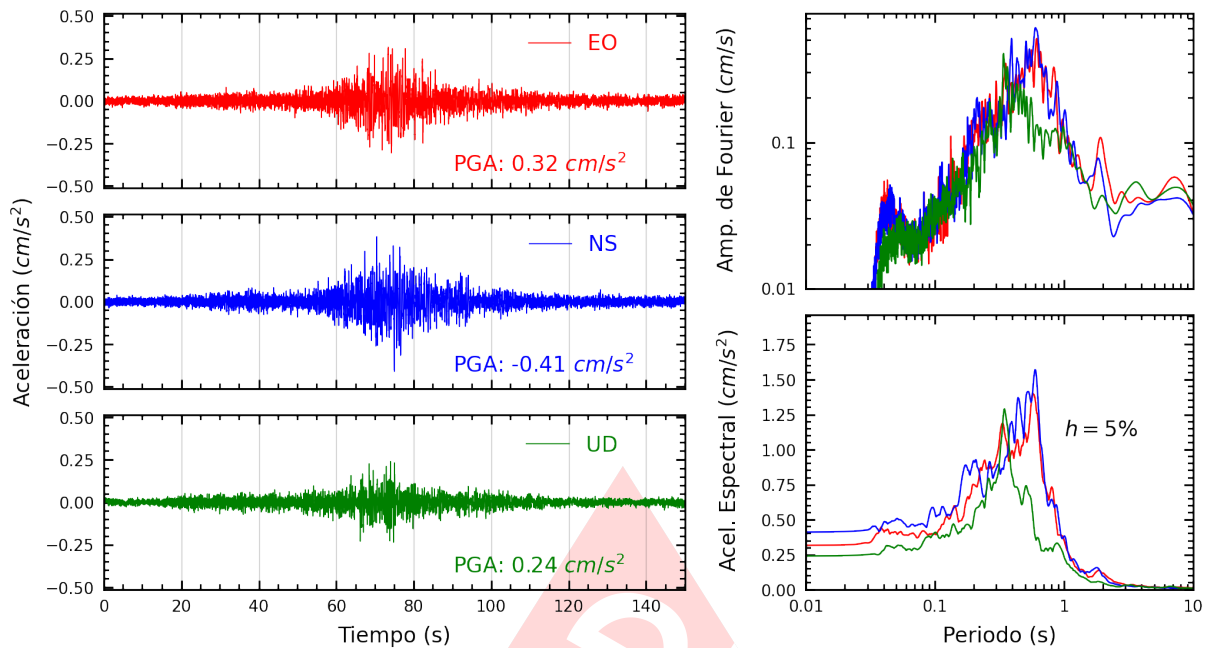 Aceleración (cm/s²)
0.50
0.25
0.00
−0.25
−0.50
EO
PGA: 0.32 cm/s²
0.50
0.25
0.00
−0.25
−0.50
NS
PGA: -0.41 cm/s²
0.50
0.25
0.00
−0.25
−0.50
UD
PGA: 0.24 cm/s²
0 20 40 60 80 100 120 140
Tiempo (s)
Amp. de Fourier (cm/s)
0.1
0.01
Acel. Espectral (cm/s²)
1.75
1.50
1.25
1.00
0.75
0.50
0.25
0.00
h = 5%
0.01 0.1 1 10
Periodo (s)